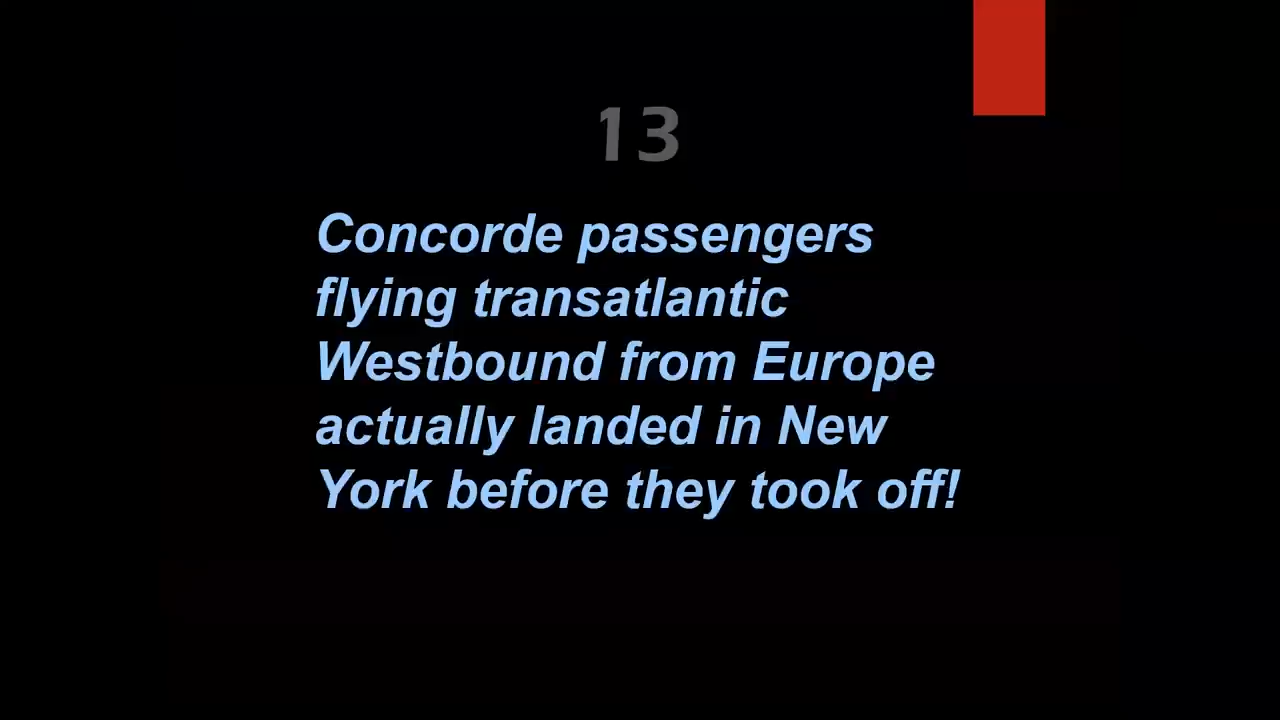 13
Concorde passengers
flying transatlantic
Westbound from Europe
actually landed in New
York before they took off!